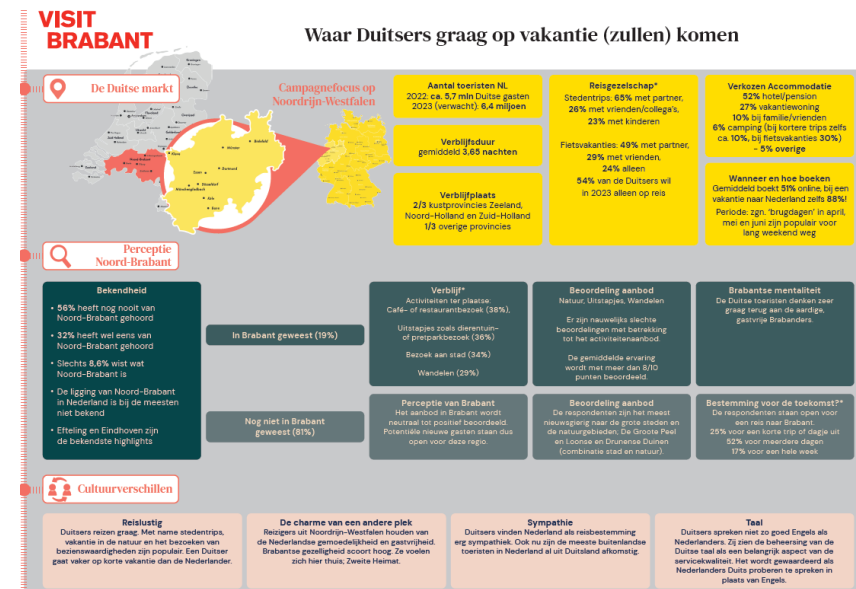 VISIT
BRABANT
Waar Duitsers graag op vakantie (zullen) komen
De Duitse markt
Campagnefocus op
Noordrijn-Westfalen
Aantal toeristen NL
2022: ca. 5,7 mln Duitse gasten
2023 (verwacht): 6,4 miljoen
Verblijfsduur
gemiddeld 3,65 nachten
Verblijfplaats
2/3 kustprovincies Zeeland,
Noord-Holland en Zuid-Holland
1/3 overige provincies
Reisgezelschap*
Stedentrips: 65% met partner,
26% met vrienden/collega's,
23% met kinderen
Fietsvakanties: 49% met partner,
29% met vrienden,
24% alleen
54% van de Duitsers wil
in 2023 alleen op reis
Verkozen Accommodatie
52% hotel/pension
27% vakantiewoning
10% bij familie/vrienden
6% camping (bij kortere trips zelfs
ca. 10%, bij fietsvakanties 30%)
- 5% overige
Wanneer en hoe boeken
Gemiddeld boekt 51% online, bij een
vakantie naar Nederland zelfs 88%!
Periode: zgn. 'brugdagen' in april,
mei en juni zijn populair voor
lang weekend weg
Perceptie
Noord-Brabant
Bekendheid
• 56% heeft nog nooit van
Noord-Brabant gehoord
• 32% heeft wel eens van
Noord-Brabant gehoord
• Slechts 8,6% wist wat
Noord-Brabant is
• De ligging van Noord-Brabant
in Nederland is bij de meesten
niet bekend
• Efteling en Eindhoven zijn
de bekendste highlights
In Brabant geweest (19%)
Verblijf*
Activiteiten ter plaatse:
Café- of restaurantbezoek (38%),
Uitstapjes zoals dierentuin-
of pretparkbezoek (36%)
Bezoek aan stad (34%)
Wandelen (29%)
Beoordeling aanbod
Natuur, Uitstapjes, Wandelen
Er zijn nauwelijks slechte
beoordelingen met betrekking
tot het activiteitenaanbod.
De gemiddelde ervaring
wordt met meer dan 8/10
punten beoordeeld.
Brabantse mentaliteit
De Duitse toeristen denken zeer
graag terug aan de aardige,
gastvrije Brabanders.
Nog niet in Brabant
geweest (81%)
Perceptie van Brabant
Het aanbod in Brabant wordt
neutraal tot positief beoordeeld.
Potentiële nieuwe gasten staan dus
open voor deze regio.
Beoordeling aanbod
De respondenten zijn het meest
nieuwsgierig naar de grote steden en
de natuurgebieden; De Groote Peel
en Loonse en Drunense Duinen
(combinatie stad en natuur).
Bestemming voor de toekomst?*
De respondenten staan open voor
een reis naar Brabant.
25% voor een korte trip of dagje uit
52% voor meerdere dagen
17% voor een hele week
Cultuurverschillen
Reislustig
Duitsers reizen graag. Met name stedentrips,
vakantie in de natuur en het bezoeken van
bezienswaardigheden zijn populair. Een Duitser
gaat vaker op korte vakantie dan de Nederlander.
De charme van een andere plek
Reizigers uit Noordrijn-Westfalen houden van
de Nederlandse gemoedelijkheid en gastvrijheid.
Brabantse gezelligheid scoort hoog. Ze voelen
zich hier thuis; Zweite Heimat.
Sympathie
Duitsers vinden Nederland als reisbestemming
erg sympathiek. Ook nu zijn de meeste buitenlandse
toeristen in Nederland al uit Duitsland afkomstig.
Taal
Duitsers spreken niet zo goed Engels als
Nederlanders. Zij zien de beheersing van de
Duitse taal als een belangrijk aspect van de
servicekwaliteit. Het wordt gewaardeerd als
Nederlanders Duits proberen te spreken in
plaats van Engels.